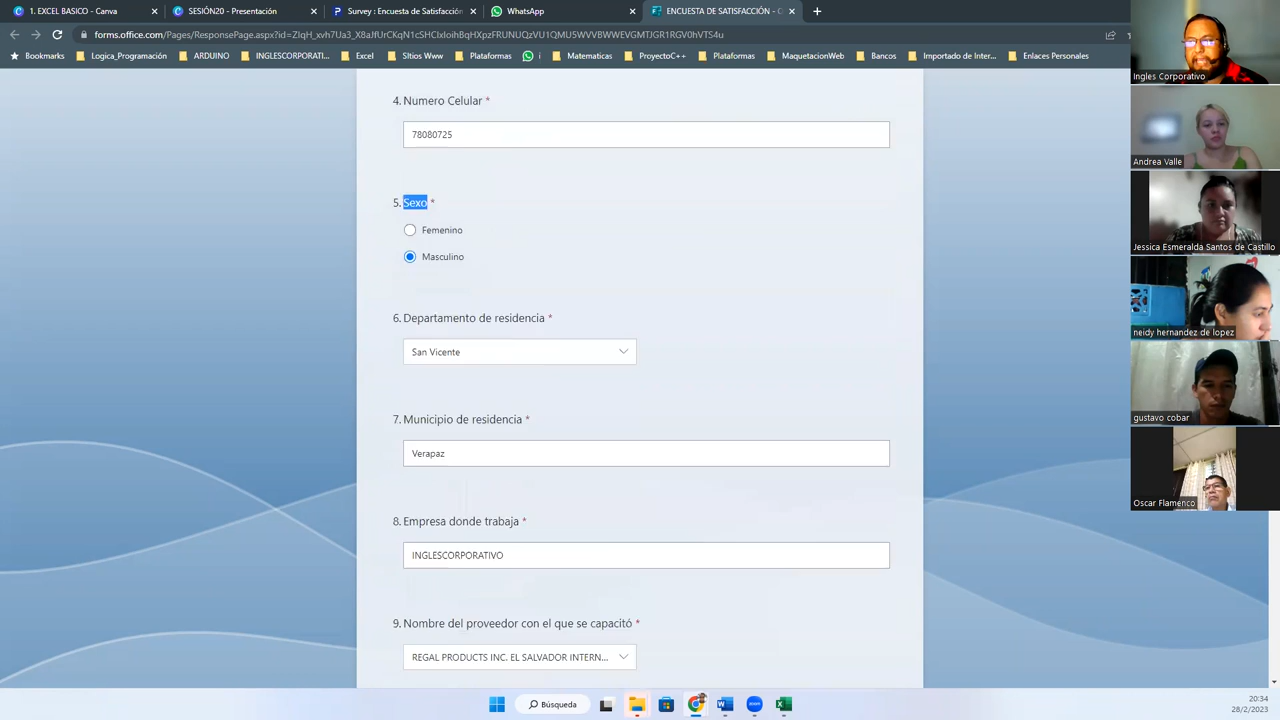 1. EXCEL BASICO - Canva
SESIÓN20 - Presentación
Survey : Encuesta de Satisfacción
WhatsApp
ENCUESTA DE SATISFACCIÓN - C
forms.office.com/Pages/ResponsePage.aspx?id=
Bookmarks
Logica_Programación
ARDUINO
INGLESCORPORATI...
Excel
SItios Www
Plataformas
i
Matematicas
ProyectoC++
Plataformas
MaquetacionWeb
Bancos
Importado de Inter...
Enlaces Personales
4. Numero Celular *
78080725
5. Sexo *
Femenino
Masculino
6. Departamento de residencia *
San Vicente
7. Municipio de residencia *
Verapaz
8. Empresa donde trabaja *
INGLESCORPORATIVO
9. Nombre del proveedor con el que se capacitó *
REGAL PRODUCTS INC. EL SALVADOR INTERN...
Ingles Corporativo
Andrea Valle
Jessica Esmeralda Santos de Castillo
neidy hernandez de lopez
gustavo cobar
Oscar Flamenco
Búsqueda
zoom
20:34
28/2/2023